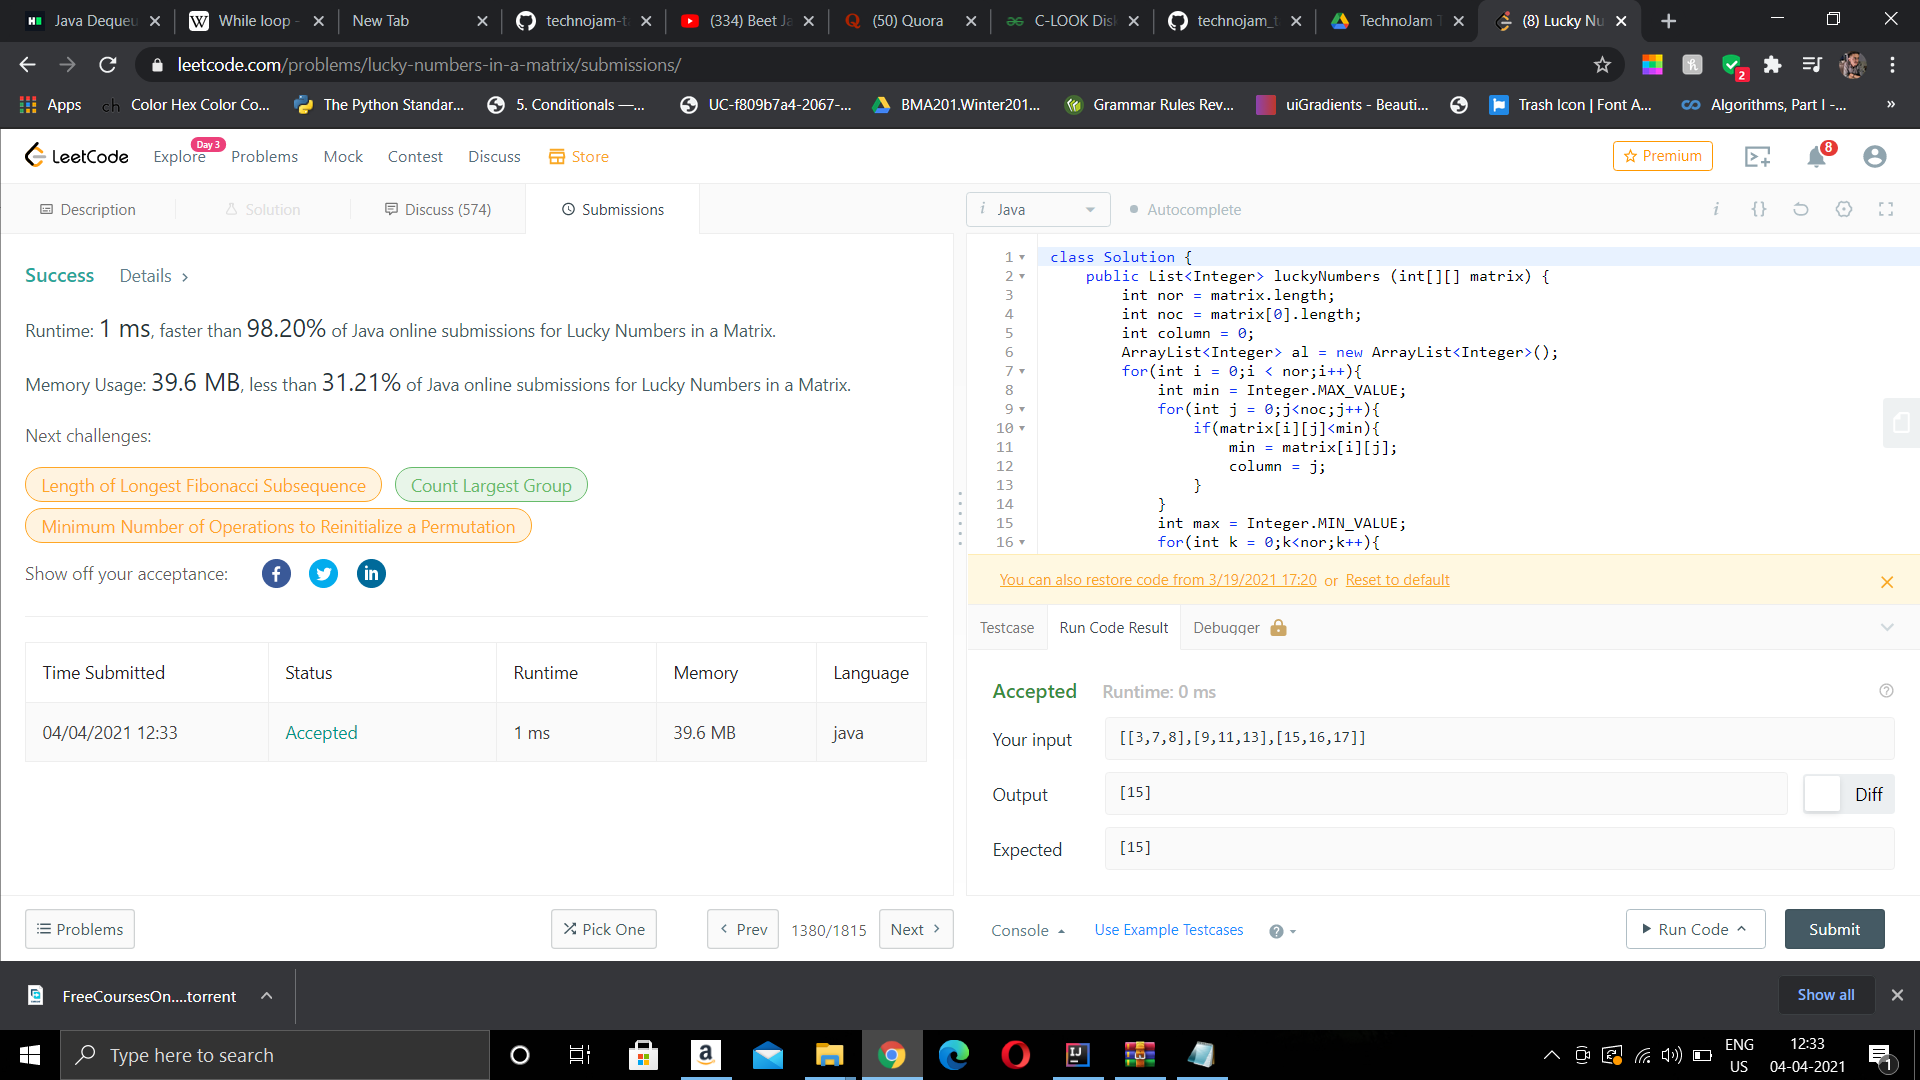 Java Dequeu
While loop -
New Tab
technojam-t
(334) Beet Ja
(50) Quora
C-LOOK Disk
technojam_t
TechnoJam T
(8) Lucky Nu
leetcode.com/problems/lucky-numbers-in-a-matrix/submissions/
2
Apps
Color Hex Color Co...
The Python Standar...
5. Conditionals —...
UC-f809b7a4-2067-...
BMA201.Winter201...
Grammar Rules Rev...
uiGradients - Beauti...
Trash Icon | Font A...
Algorithms, Part I -...
»
LeetCode
Explore
Day 3
Problems
Mock
Contest
Discuss
Store
Premium
8
Description
Solution
Discuss (574)
Submissions
Success
Details
Runtime: 1 ms, faster than 98.20% of Java online submissions for Lucky Numbers in a Matrix.
Memory Usage: 39.6 MB, less than 31.21% of Java online submissions for Lucky Numbers in a Matrix.
Next challenges:
Length of Longest Fibonacci Subsequence
Count Largest Group
Minimum Number of Operations to Reinitialize a Permutation
Show off your acceptance:
Time Submitted Status Runtime Memory Language
04/04/2021 12:33 Accepted 1 ms 39.6 MB java
Problems
Pick One
Prev
1380/1815
Next
i Java
Autocomplete
i {}
1 class Solution {
2 public List<Integer> luckyNumbers (int[][] matrix) {
3 int nor = matrix.length;
4 int noc = matrix[0].length;
5 int column = 0;
6 ArrayList<Integer> al = new ArrayList<Integer>();
7 for(int i = 0;i < nor;i++){
8 int min = Integer.MAX_VALUE;
9 for(int j = 0;j<noc;j++){
10 if(matrix[i][j]<min){
11 min = matrix[i][j];
12 column = j;
13 }
14 }
15 int max = Integer.MIN_VALUE;
16 for(int k = 0;k<nor;k++){
You can also restore code from 3/19/2021 17:20 or Reset to default
Testcase
Run Code Result
Debugger
Accepted Runtime: 0 ms
Your input [[3,7,8],[9,11,13],[15,16,17]]
Output [15]
Diff
Expected [15]
Console
Use Example Testcases
Run Code
Submit
FreeCoursesOn....torrent
Show all
Type here to search
ENG
US
12:33
04-04-2021
1